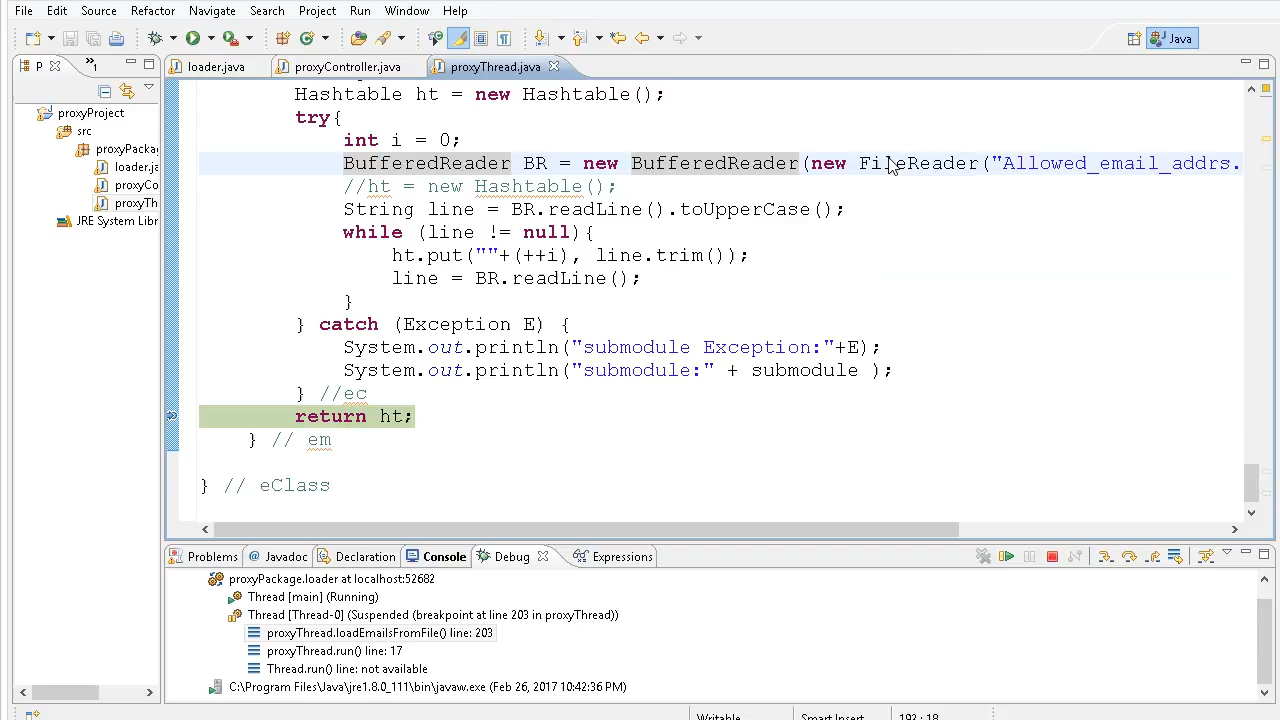 File Edit Source Refactor Navigate Search Project Run Window Help
Java
P 1
loader.java proxyController.java proxyThread.java
proxyProject
src
proxyPackag
loader.ja
proxyCo
proxyTh
JRE System Libr
Hashtable ht = new Hashtable();
try{
int i = 0;
BufferedReader BR = new BufferedReader(new FileReader("Allowed_email_addrs.
//ht = new Hashtable();
String line = BR.readLine().toUpperCase();
while (line != null){
ht.put(""+(++i), line.trim());
line = BR.readLine();
}
} catch (Exception E) {
System.out.println("submodule Exception:"+E);
System.out.println("submodule:" + submodule );
} //ec
return ht;
} // em
} // eClass
Problems @ Javadoc Declaration Console Debug Expressions
proxyPackage.loader at localhost:52682
Thread [main] (Running)
Thread [Thread-0] (Suspended (breakpoint at line 203 in proxyThread))
proxyThread.loadEmailsFromFile() line: 203
proxyThread.run() line: 17
Thread.run() line: not available
C:\Program Files\Java\jre1.8.0_111\bin\javaw.exe (Feb 26, 2017 10:42:36 PM)
Writable Smart Insert 192 : 18